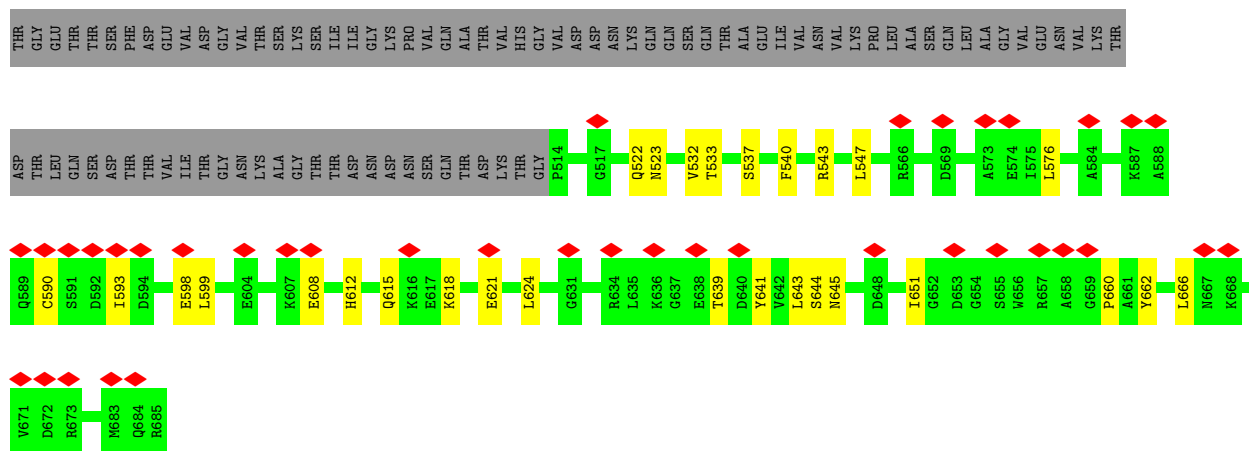 THR GLY GLU THR THR SER PHE ASP GLU VAL ASP GLY VAL THR SER LYS SER ILE ILE GLY LYS PRO VAL GLN ALA THR VAL HIS GLY VAL ASP ASP ASN LYS GLN GLN SER GLN THR ALA GLU ILE VAL ASN VAL LYS PRO LEU ALA SER GLN LEU ALA GLY VAL GLU ASN VAL LYS THR
ASP THR LEU GLN SER ASP THR THR VAL ILE THR GLY ASN LYS ALA GLY THR THR ASP ASN ASP ASN SER GLN THR ASP LYS THR GLY P514 G517 Q522 N523 V532 T533 S537 F540 R543 L547 R566 D569 A573 E574 I575 L576 A584 K587 A588
Q589 C590 S591 D592 I593 D594 E598 L599 E604 K607 E608 H612 Q615 K616 E617 K618 E621 L624 G631 R634 L635 K636 G637 E638 T639 D640 Y641 V642 L643 S644 N645 D648 I651 G652 D653 G654 S655 W656 R657 A658 G659 P660 A661 Y662 L666 N667 K668
V671 D672 R673 M683 Q684 R685